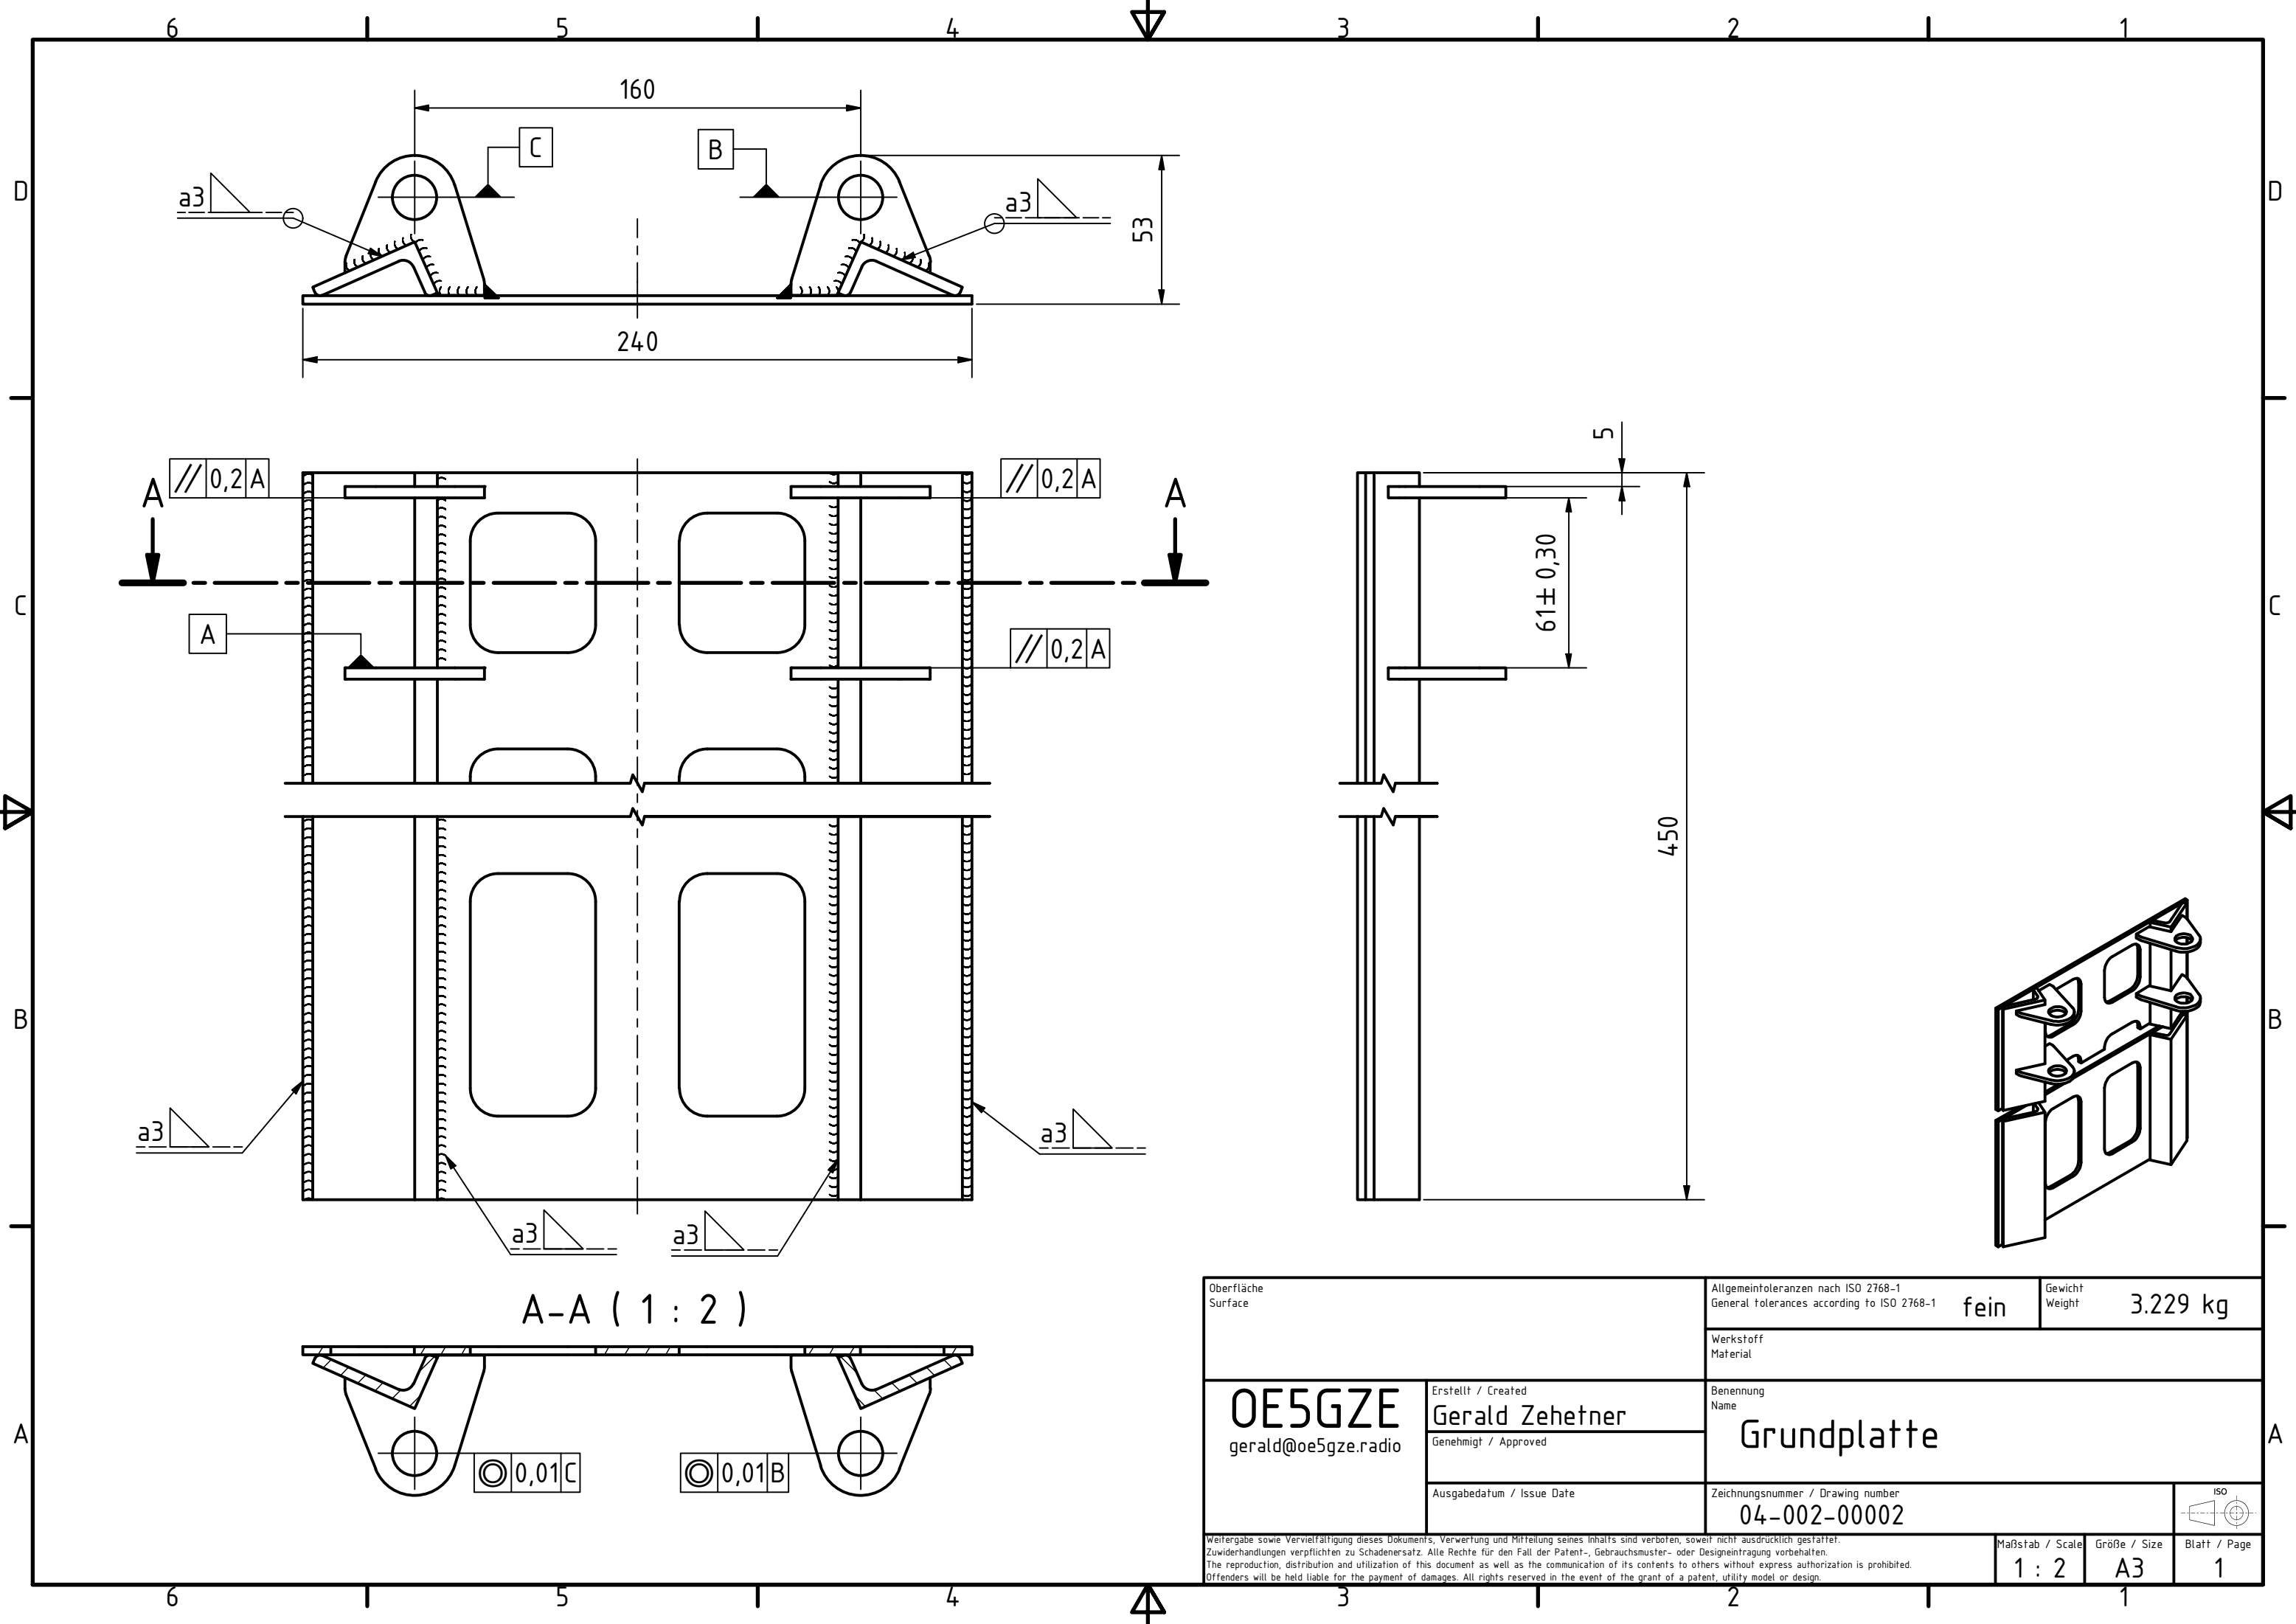 6 5 4 3 2 1
160
C
B
a3
a3
D
D
53
240
5
// 0,2 A
// 0,2 A
A
A
61± 0,30
C
C
A
// 0,2 A
450
B
B
a3
a3
a3
a3
A-A ( 1 : 2 )
Oberfläche
Surface
Allgemeintoleranzen nach ISO 2768-1
General tolerances according to ISO 2768-1
fein
Gewicht
Weight
3.229 kg
Werkstoff
Material
OE5GZE
gerald@oe5gze.radio
Erstellt / Created
Gerald Zehetner
Genehmigt / Approved
Ausgabedatum / Issue Date
Benennung
Name
Grundplatte
A
A
◎ 0,01 C
◎ 0,01 B
Zeichnungsnummer / Drawing number
04-002-00002
ISO
Weitergabe sowie Vervielfältigung dieses Dokuments, Verwertung und Mitteilung seines Inhalts sind verboten, soweit nicht ausdrücklich gestattet.
Zuwiderhandlungen verpflichten zu Schadenersatz. Alle Rechte für den Fall der Patent-, Gebrauchsmuster- oder Designeintragung vorbehalten.
The reproduction, distribution and utilization of this document as well as the communication of its contents to others without express authorization is prohibited.
Offenders will be held liable for the payment of damages. All rights reserved in the event of the grant of a patent, utility model or design.
Maßstab / Scale
1 : 2
Größe / Size
A3
Blatt / Page
1
6 5 4 3 2 1